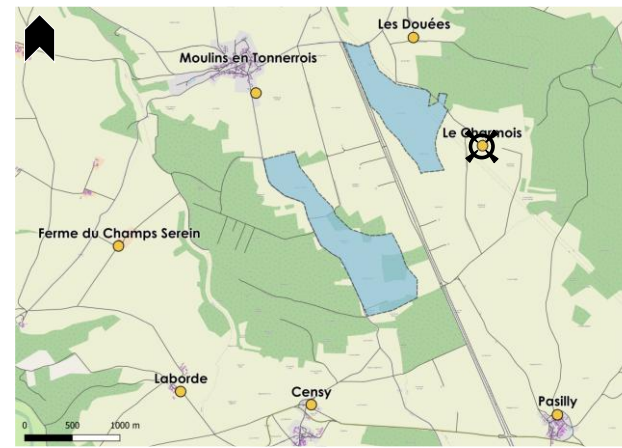 Les Douées
Moulins en Tonnerrois
Le Charmois
Ferme du Champs Serein
Laborde
Censy
Pasilly
0 500 1000 m